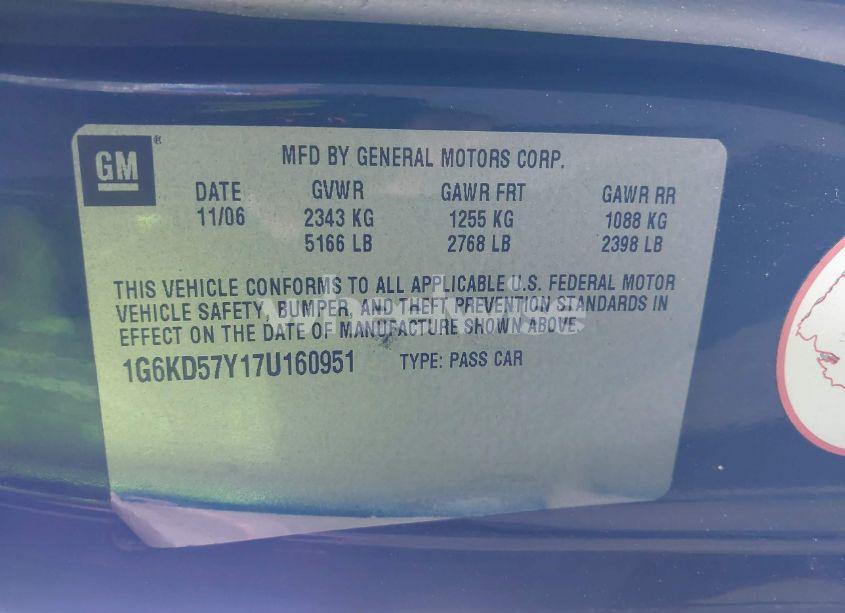 GM®
MFD BY GENERAL MOTORS CORP.
DATE GVWR GAWR FRT GAWR RR
11/06 2343 KG 1255 KG 1088 KG
5166 LB 2768 LB 2398 LB
THIS VEHICLE CONFORMS TO ALL APPLICABLE U.S. FEDERAL MOTOR
VEHICLE SAFETY, BUMPER, AND THEFT PREVENTION STANDARDS IN
EFFECT ON THE DATE OF MANUFACTURE SHOWN ABOVE.
1G6KD57Y17U160951 TYPE: PASS CAR